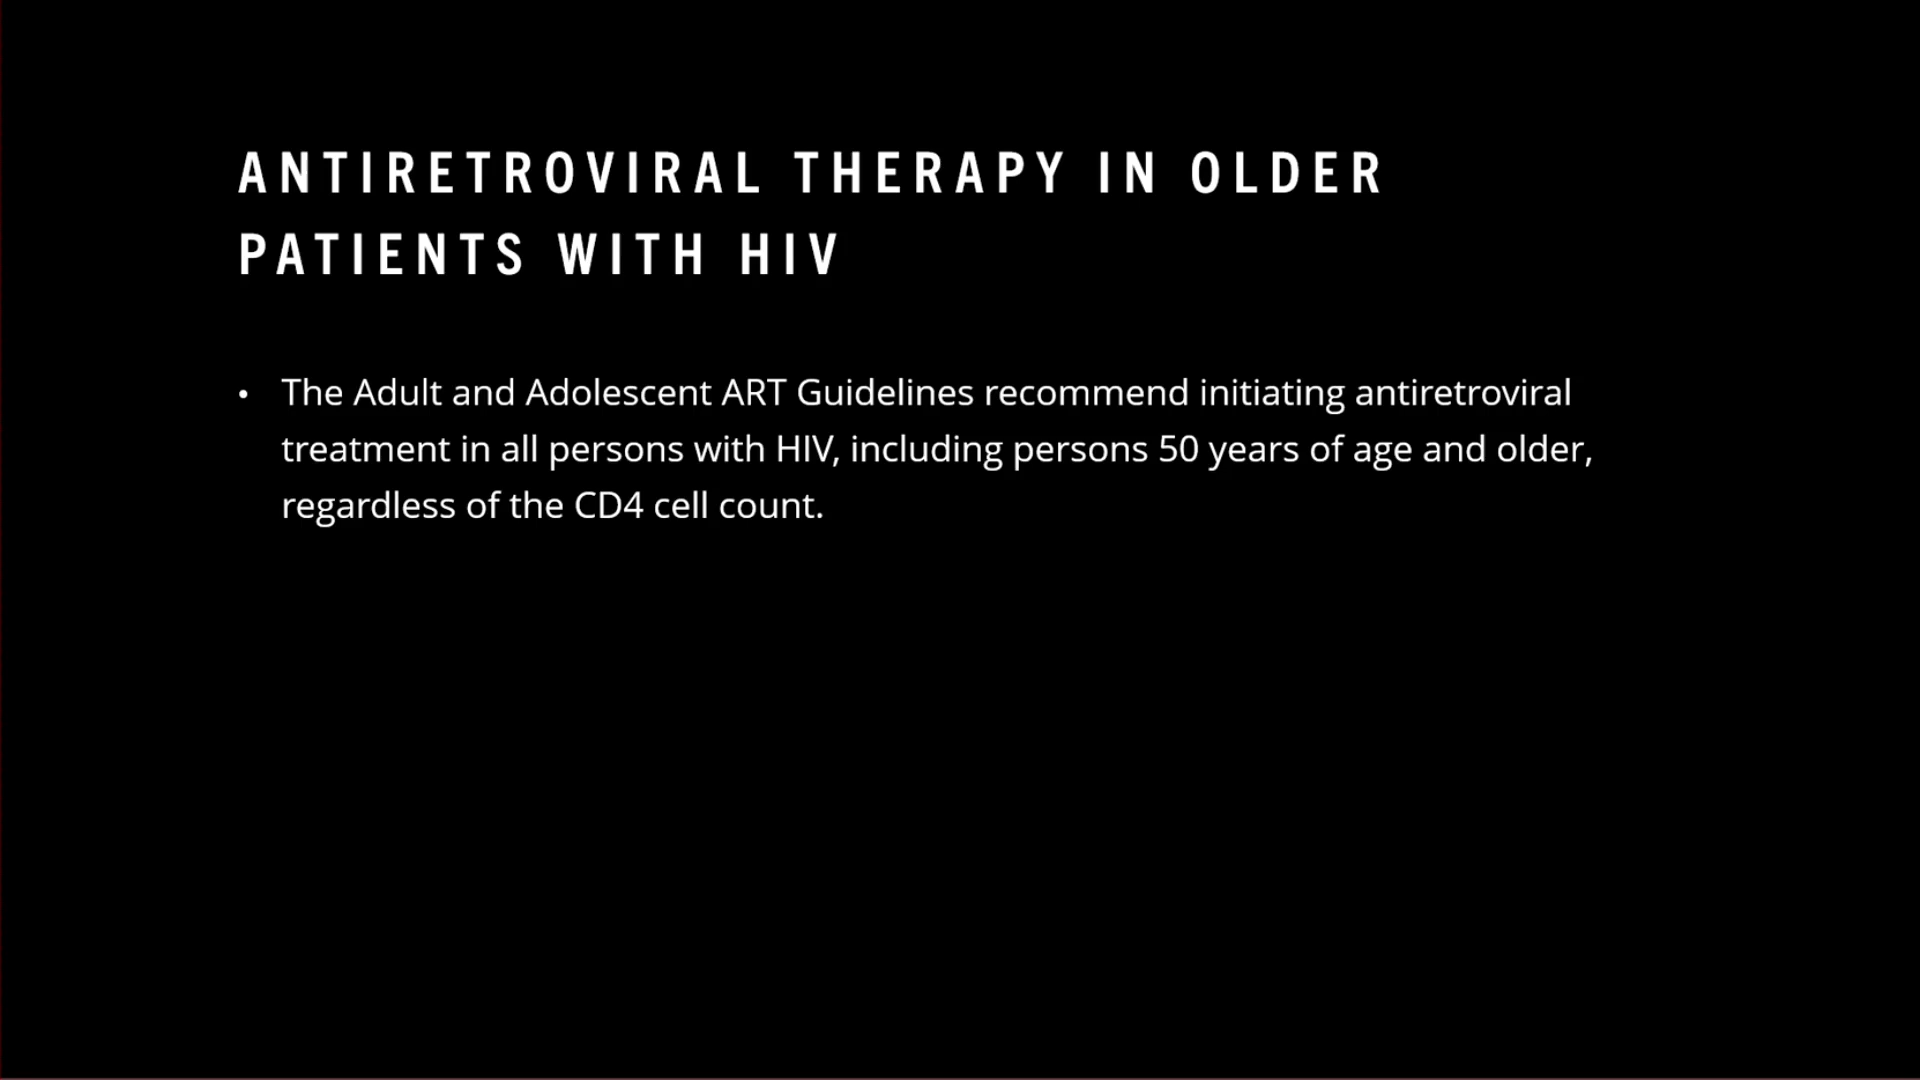 ANTIRETROVIRAL THERAPY IN OLDER
PATIENTS WITH HIV
• The Adult and Adolescent ART Guidelines recommend initiating antiretroviral
treatment in all persons with HIV, including persons 50 years of age and older,
regardless of the CD4 cell count.